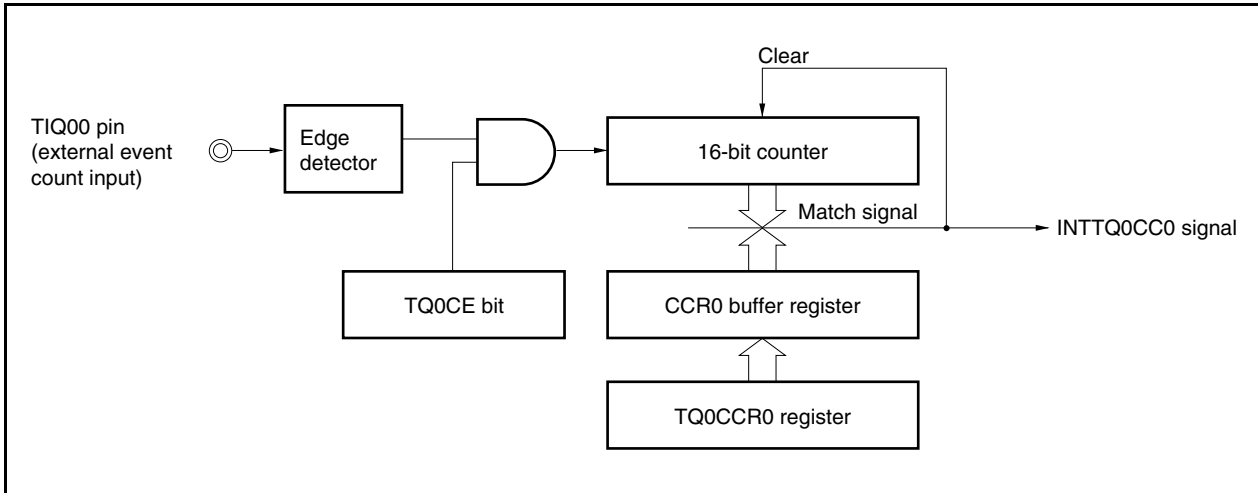 Clear
TIQ00 pin
(external event
count input)
Edge
detector
16-bit counter
Match signal
INTTQ0CC0 signal
TQ0CE bit
CCR0 buffer register
TQ0CCR0 register